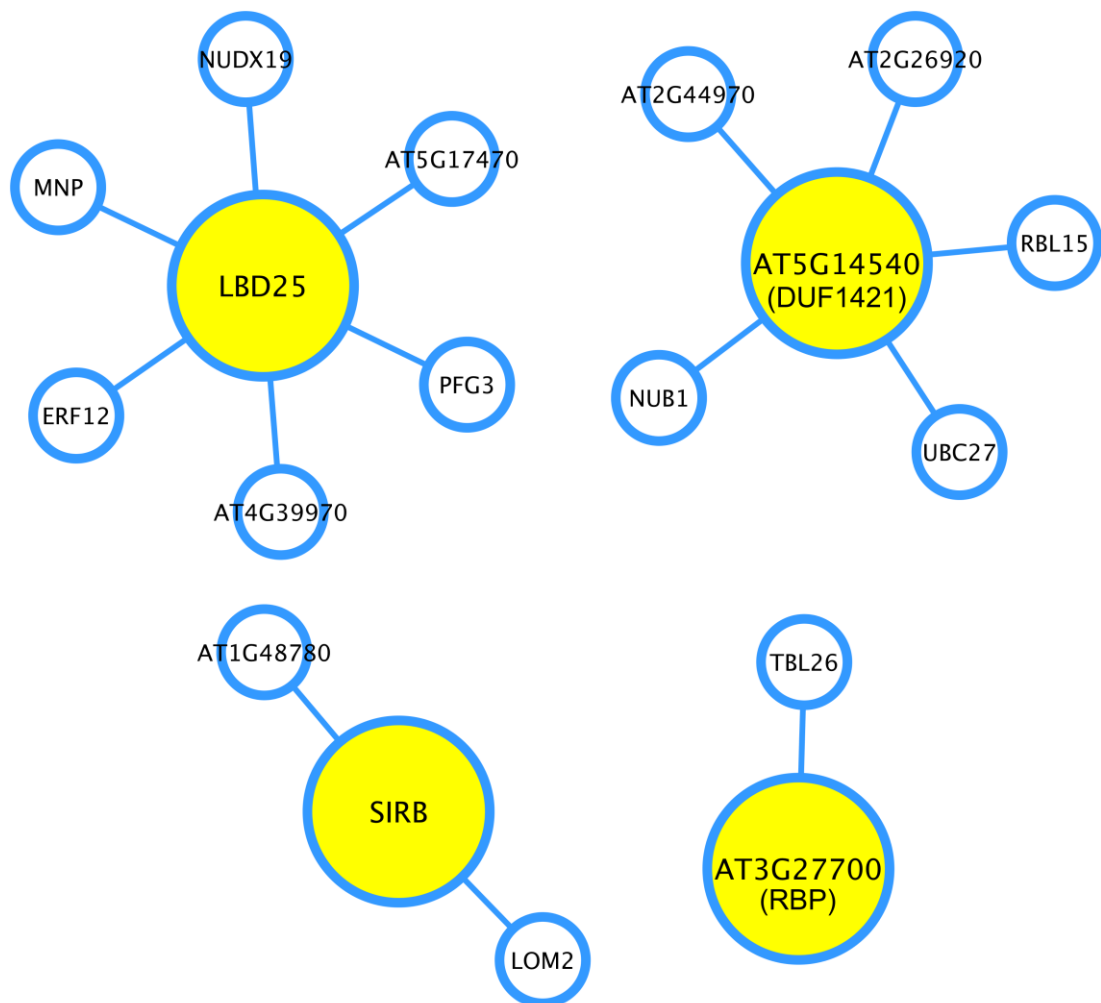 NUDX19
AT5G17470
MNP
LBD25
PFG3
ERF12
AT4G39970
AT2G26920
AT2G44970
RBL15
AT5G14540
(DUF1421)
NUB1
UBC27
AT1G48780
SIRB
LOM2
TBL26
AT3G27700
(RBP)